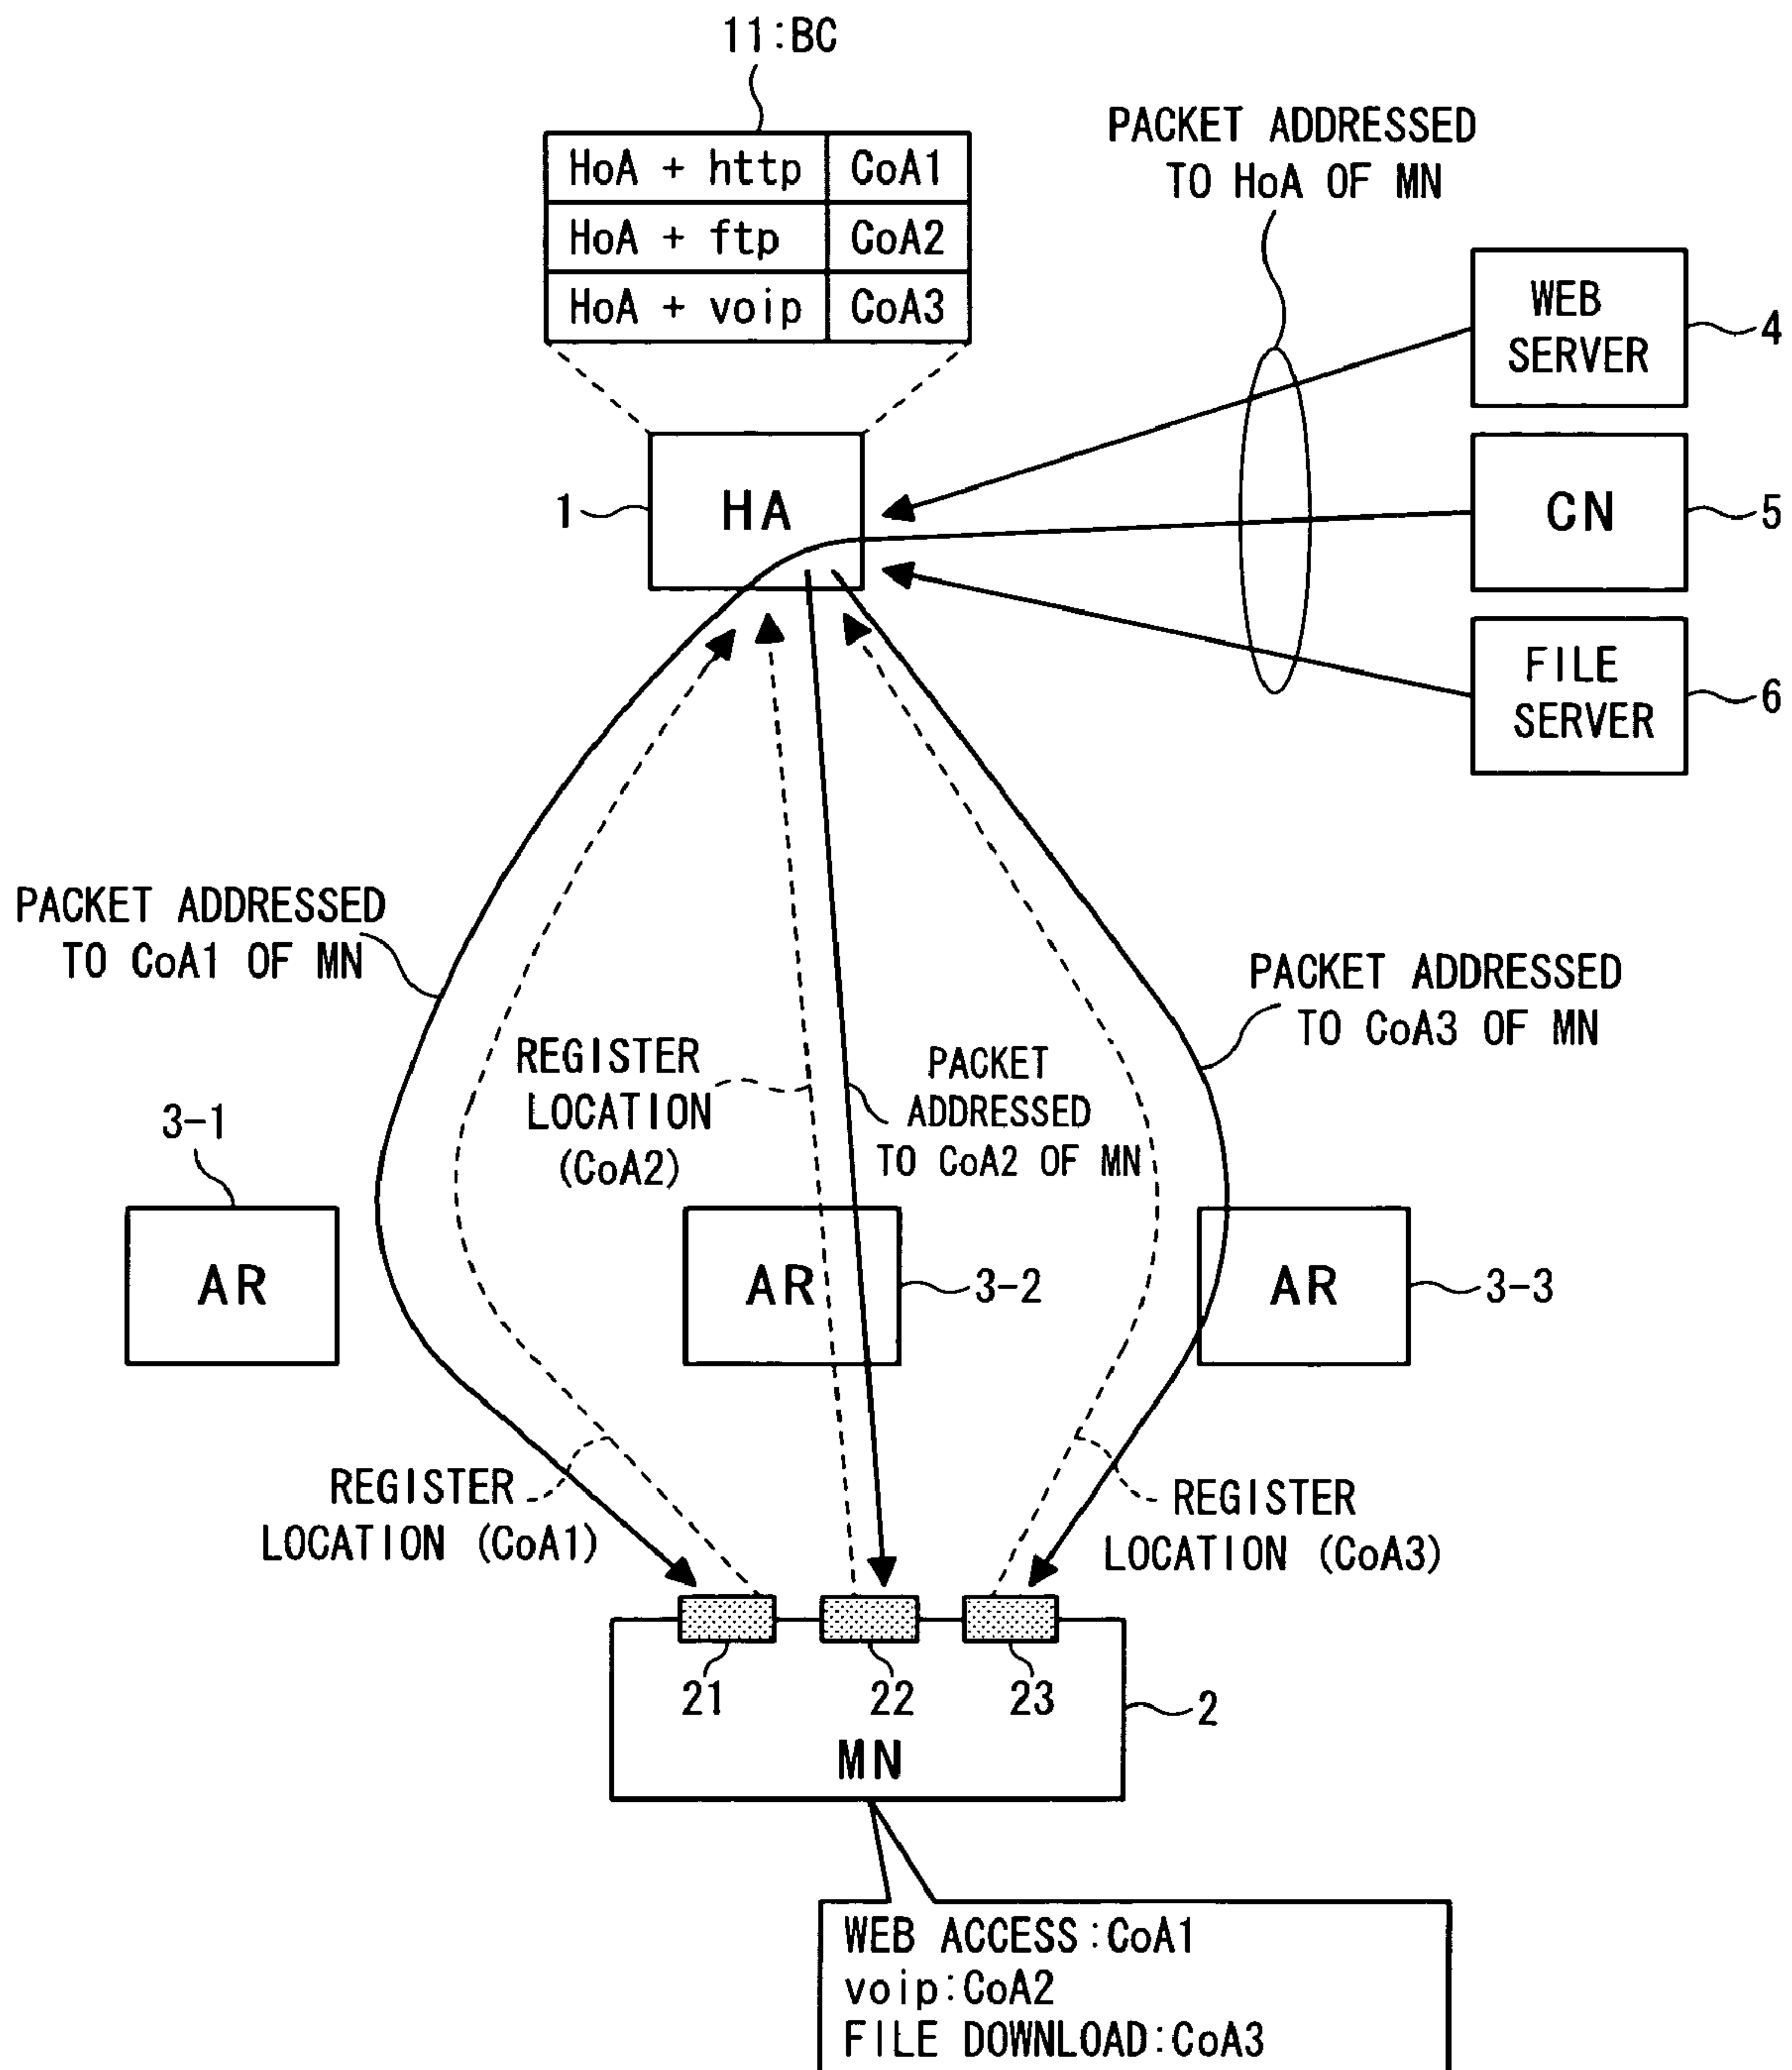 11:BC
HoA + http CoA1
HoA + ftp CoA2
HoA + voip CoA3
PACKET ADDRESSED
TO HoA OF MN
WEB
SERVER
4
1
HA
CN
5
FILE
SERVER
6
PACKET ADDRESSED
TO CoA1 OF MN
PACKET ADDRESSED
TO CoA3 OF MN
REGISTER
LOCATION
(CoA2)
PACKET
ADDRESSED
TO CoA2 OF MN
3-1
AR
AR
3-2
AR
3-3
REGISTER
LOCATION (CoA1)
REGISTER
LOCATION (CoA3)
21
22
23
2
MN
WEB ACCESS:CoA1
voip:CoA2
FILE DOWNLOAD:CoA3